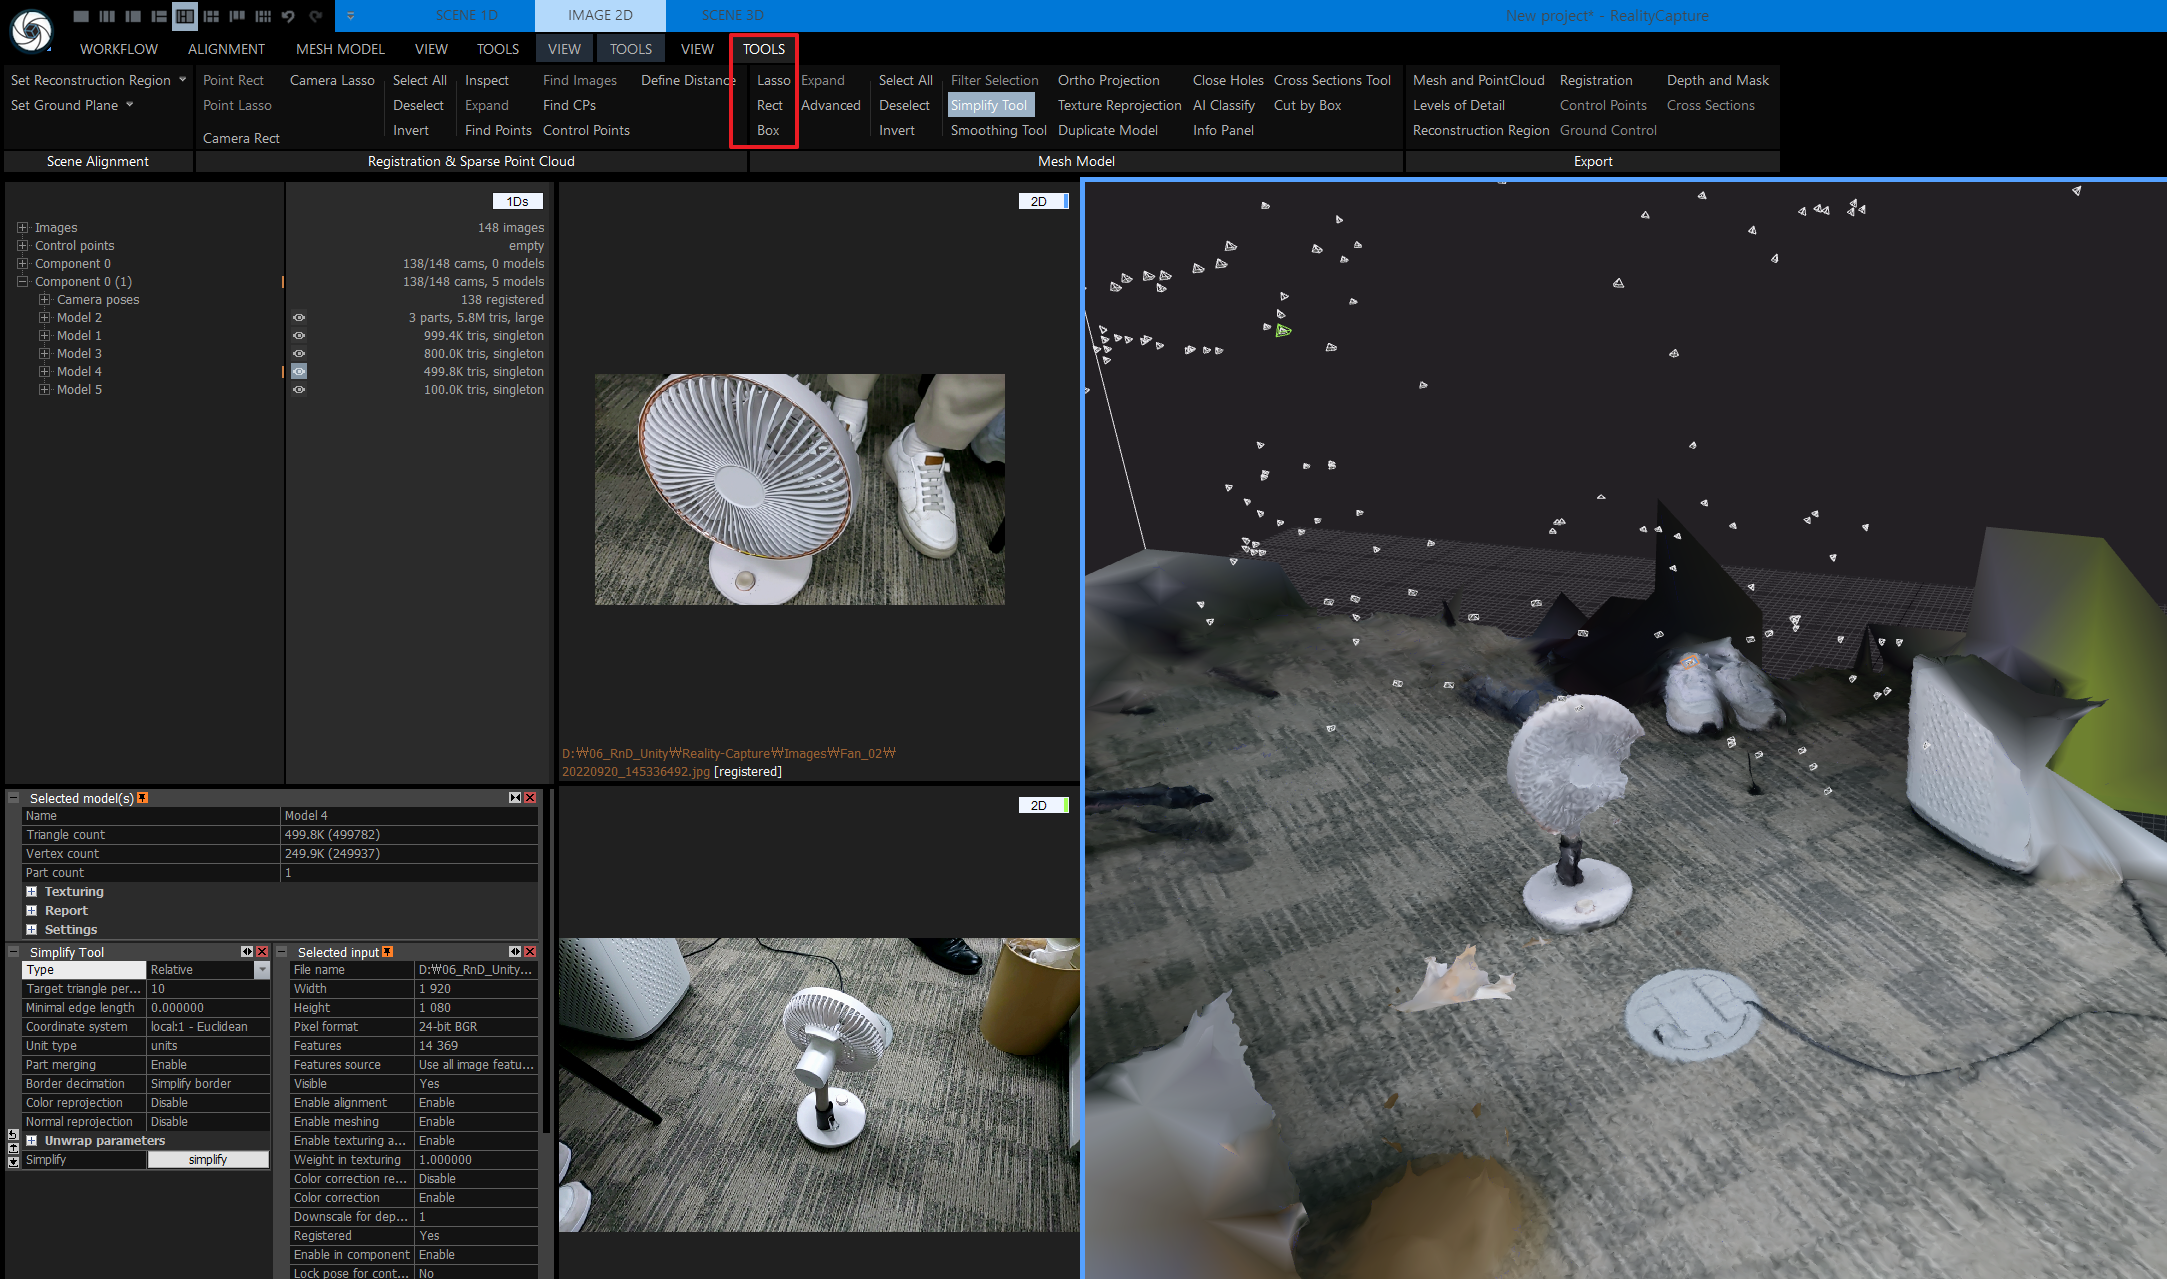 SCENE 1D IMAGE 2D SCENE 3D New project* - RealityCapture
WORKFLOW ALIGNMENT MESH MODEL VIEW TOOLS VIEW TOOLS VIEW TOOLS
Set Reconstruction Region Point Rect Camera Lasso Select All Inspect Find Images Define Distance Lasso Expand Select All Filter Selection Ortho Projection Close Holes Cross Sections Tool Mesh and PointCloud Registration Depth and Mask
Set Ground Plane Point Lasso Deselect Expand Find CPs Rect Advanced Deselect Simplify Tool Texture Reprojection AI Classify Cut by Box Levels of Detail Control Points Cross Sections
Camera Rect Invert Find Points Control Points Box Invert Smoothing Tool Duplicate Model Info Panel Reconstruction Region Ground Control
Scene Alignment Registration & Sparse Point Cloud Mesh Model Export
1Ds
Images 148 images
Control points empty
Component 0 138/148 cams, 0 models
Component 0 (1) 138/148 cams, 5 models
Camera poses 138 registered
Model 2 3 parts, 5.8M tris, large
Model 1 999.4K tris, singleton
Model 3 800.0K tris, singleton
Model 4 499.8K tris, singleton
Model 5 100.0K tris, singleton
2D
D:₩06_RnD_Unity₩Reality-Capture₩Images₩Fan_02₩
20220920_145336492.jpg [registered]
2D
Selected model(s)
Name Model 4
Triangle count 499.8K (499782)
Vertex count 249.9K (249937)
Part count 1
Texturing
Report
Settings
Simplify Tool
Type Relative
Target triangle per... 10
Minimal edge length 0.000000
Coordinate system local:1 - Euclidean
Unit type units
Part merging Enable
Border decimation Simplify border
Color reprojection Disable
Normal reprojection Disable
Unwrap parameters
Simplify simplify
Selected input
File name D:₩06_RnD_Unity...
Width 1 920
Height 1 080
Pixel format 24-bit BGR
Features 14 369
Features source Use all image featu...
Visible Yes
Enable alignment Enable
Enable meshing Enable
Enable texturing a... Enable
Weight in texturing 1.000000
Color correction re... Disable
Color correction Enable
Downscale for dep... 1
Registered Yes
Enable in component Enable
Lock pose for cont... No